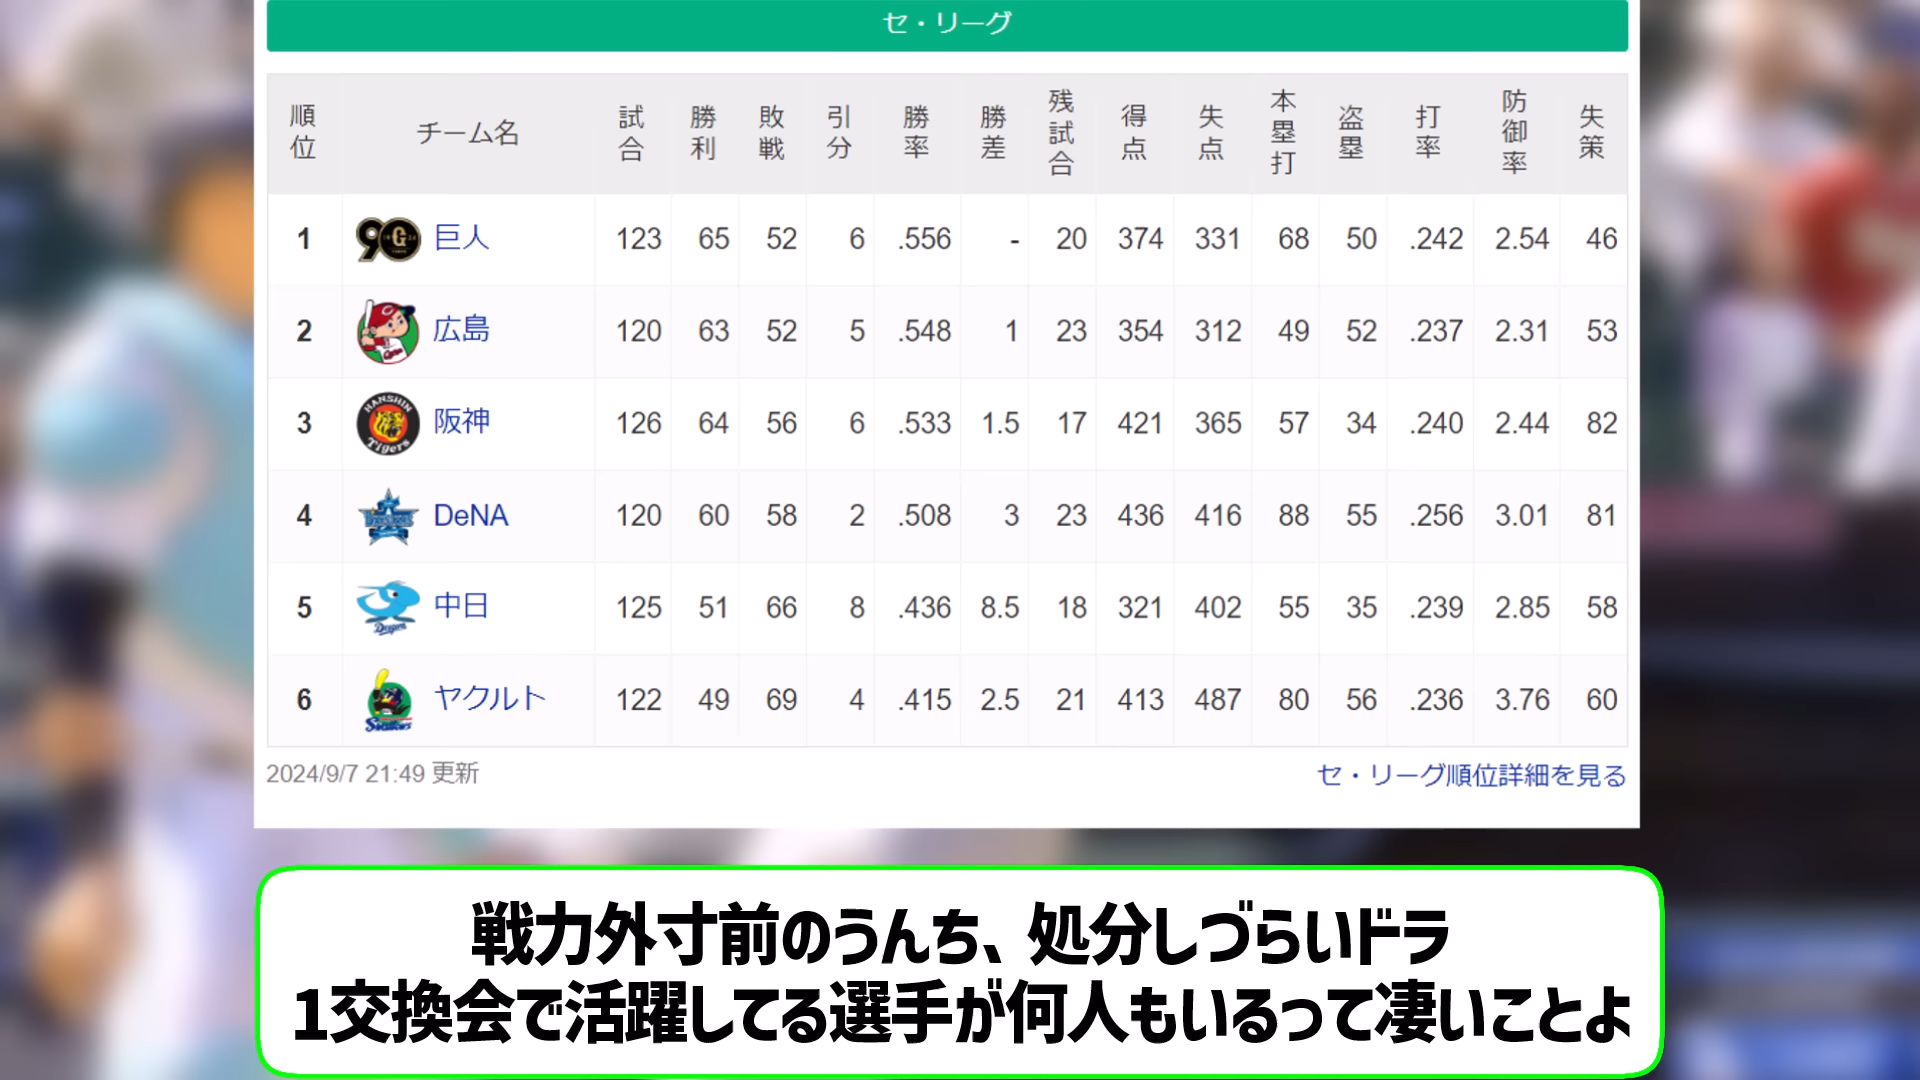 セ・リーグ
順位 チーム名 試合 勝利 敗戦 引分 勝率 勝差 残試合 得点 失点 本塁打 盗塁 打率 防御率 失策
1 巨人 123 65 52 6 .556 - 20 374 331 68 50 .242 2.54 46
2 広島 120 63 52 5 .548 1 23 354 312 49 52 .237 2.31 53
3 HANSHIN Tigers 阪神 126 64 56 6 .533 1.5 17 421 365 57 34 .240 2.44 82
4 DeNA 120 60 58 2 .508 3 23 436 416 88 55 .256 3.01 81
5 Dragons 中日 125 51 66 8 .436 8.5 18 321 402 55 35 .239 2.85 58
6 Swallows ヤクルト 122 49 69 4 .415 2.5 21 413 487 80 56 .236 3.76 60
2024/9/7 21:49 更新 セ・リーグ順位詳細を見る
戦力外寸前のうんち、処分しづらいドラ
1交換会で活躍してる選手が何人もいるって凄いことよ